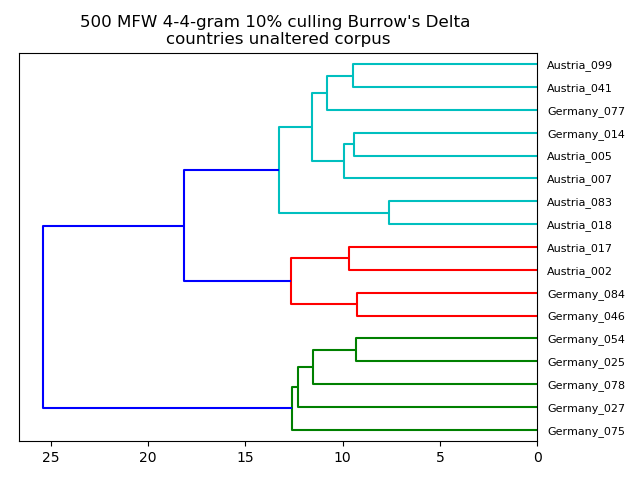 500 MFW 4-4-gram 10% culling Burrow's Delta
countries unaltered corpus
Austria_099
Austria_041
Germany_077
Germany_014
Austria_005
Austria_007
Austria_083
Austria_018
Austria_017
Austria_002
Germany_084
Germany_046
Germany_054
Germany_025
Germany_078
Germany_027
Germany_075
25 20 15 10 5 0